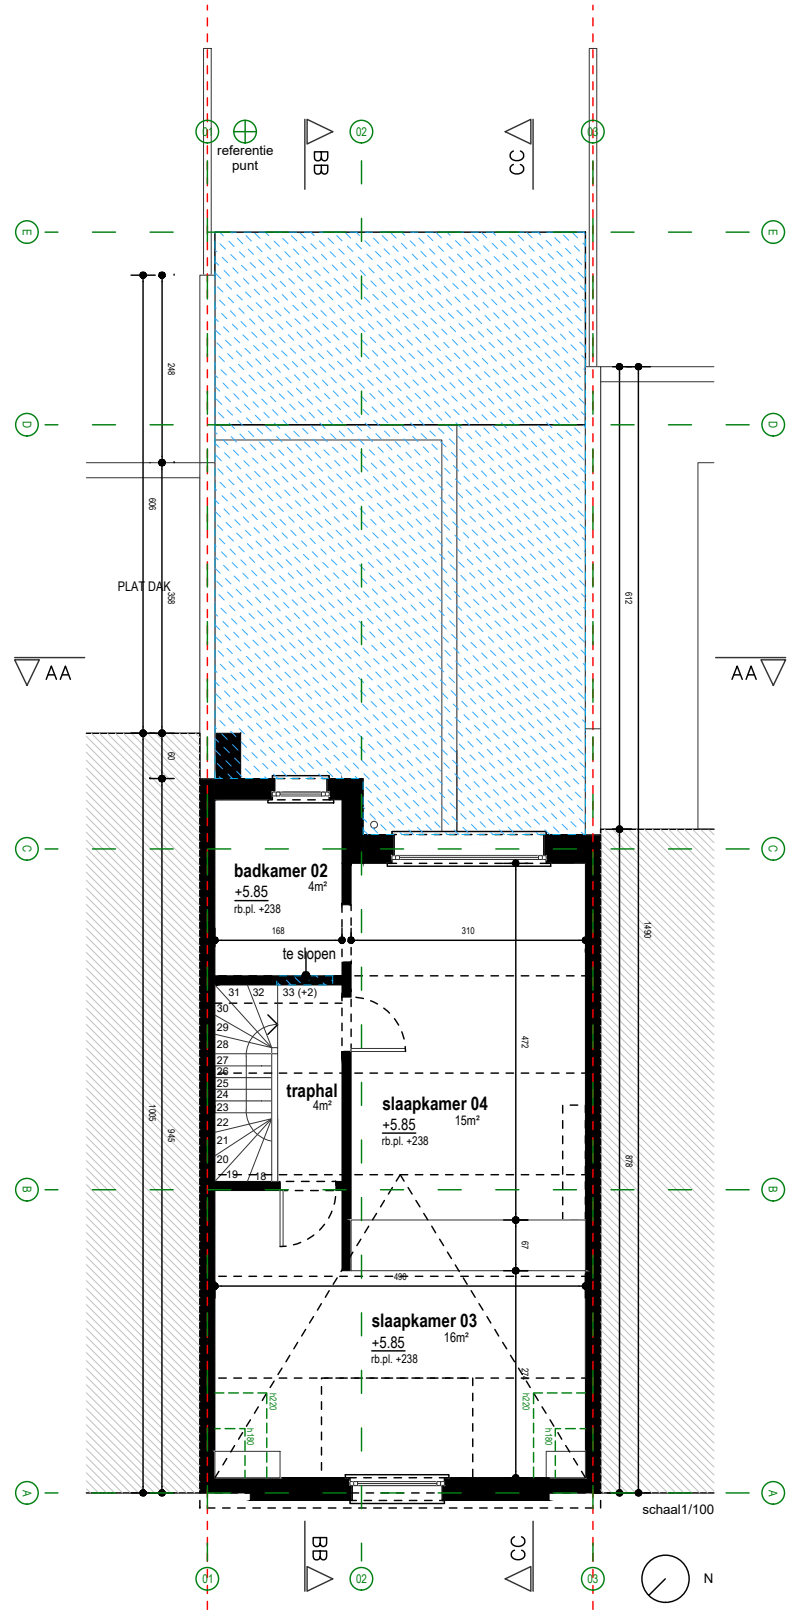 01
02
03
referentie
punt
BB
CC
E
E
248
D
D
606
PLAT DAK
358
612
AA
AA
60
C
C
badkamer 02
4m²
+5.85
rb.pl. +238
1490
168
310
te slopen
31
32
33 (+2)
30
29
28
27
26
25
24
23
22
21
20
19
18
472
traphal
4m²
slaapkamer 04
15m²
+5.85
rb.pl. +238
1005
945
878
B
B
67
490
slaapkamer 03
16m²
+5.85
rb.pl. +238
274
h220
h180
h220
h180
A
A
schaal1/100
BB
CC
01
02
03
N